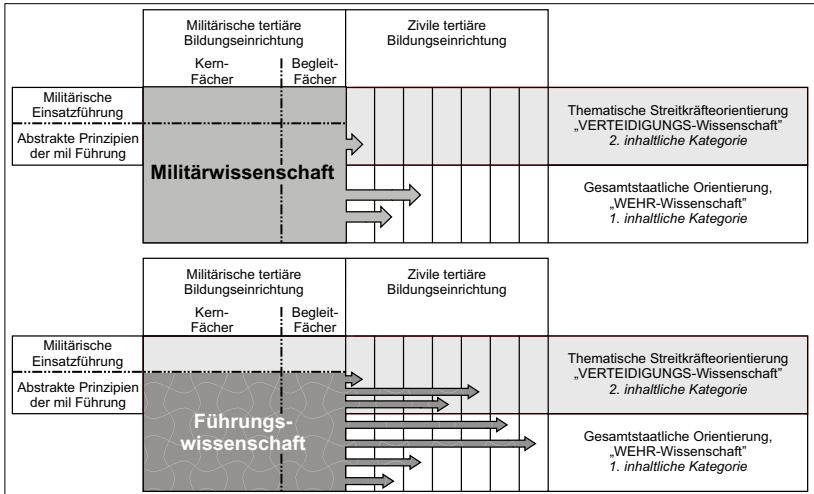 Militärische tertiäre
Bildungseinrichtung
Zivile tertiäre
Bildungseinrichtung
Kern-
Fächer
Begleit-
Fächer
Militärische
Einsatzführung
Abstrakte Prinzipien
der mil Führung
Militärwissenschaft
Thematische Streitkräfteorientierung
„VERTEIDIGUNGS-Wissenschaft”
2. inhaltliche Kategorie
Gesamtstaatliche Orientierung,
„WEHR-Wissenschaft”
1. inhaltliche Kategorie
Militärische tertiäre
Bildungseinrichtung
Zivile tertiäre
Bildungseinrichtung
Kern-
Fächer
Begleit-
Fächer
Militärische
Einsatzführung
Abstrakte Prinzipien
der mil Führung
Führungs-
wissenschaft
Thematische Streitkräfteorientierung
„VERTEIDIGUNGS-Wissenschaft”
2. inhaltliche Kategorie
Gesamtstaatliche Orientierung,
„WEHR-Wissenschaft”
1. inhaltliche Kategorie